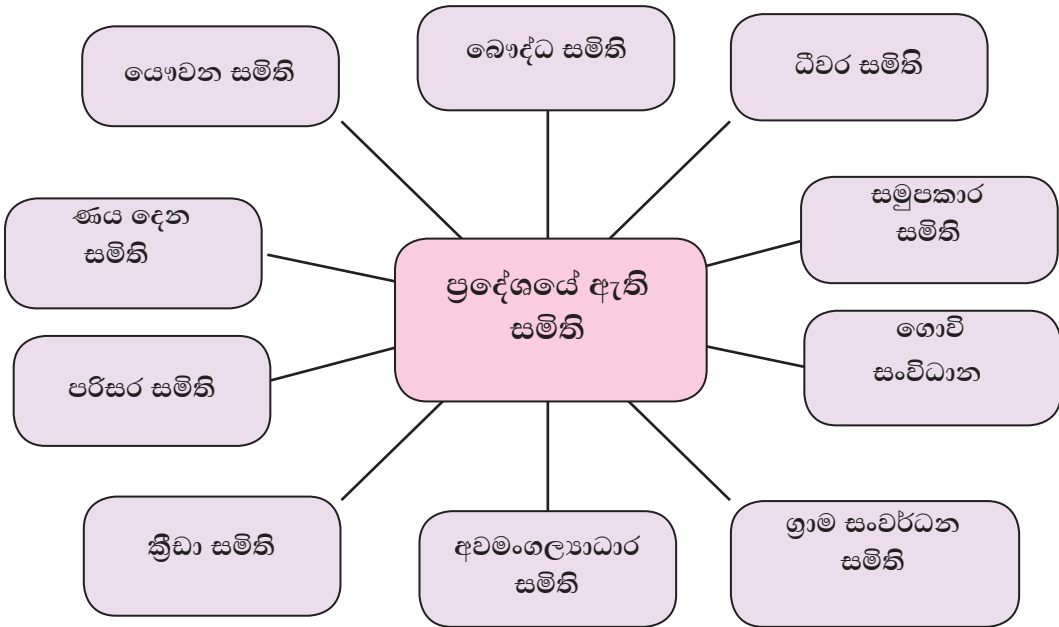 යෞවන සමිති
බෞද්ධ සමිති
ධීවර සමිති
ණය දෙන
සමිති
සමුපකාර
සමිති
ප්‍රදේශයේ ඇති
සමිති
පරිසර සමිති
ගොවි
සංවිධාන
ක්‍රීඩා සමිති
අවමංගල්‍යාධාර
සමිති
ග්‍රාම සංවර්ධන
සමිති